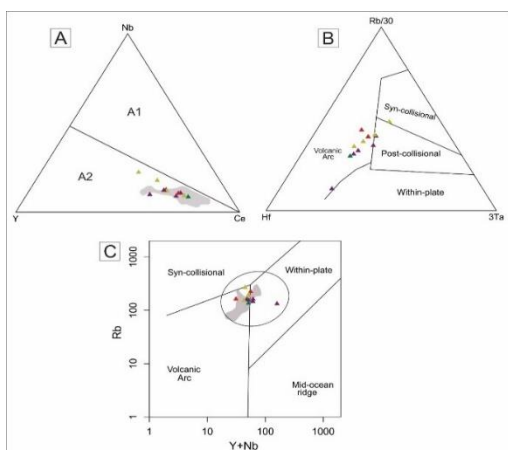 A
Nb
A1
A2
Y
Ce
B
Rb/30
Syn-collisional
Volcanic
Arc
Post-collisional
Within-plate
Hf
3Ta
C
Syn-collisional
Within-plate
Volcanic
Arc
Mid-ocean
ridge
Rb
1000
100
10
1
1
10
100
1000
Y+Nb